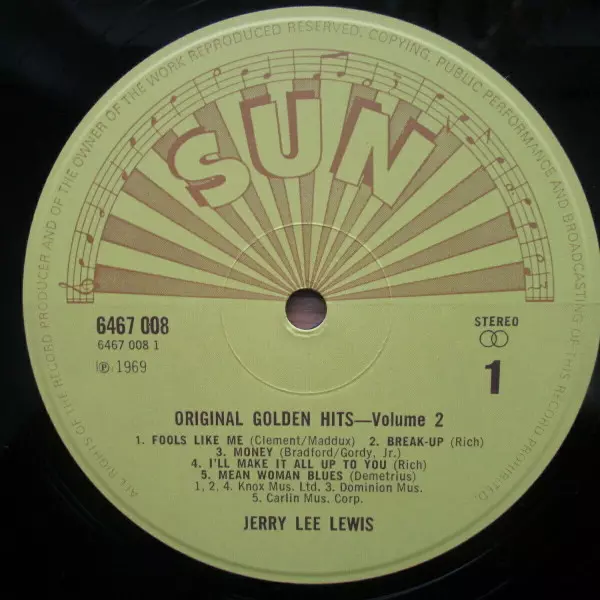 ALL RIGHTS OF THE RECORD PRODUCER AND OF THE OWNER OF THE WORK REPRODUCED RESERVED. COPYING, PUBLIC PERFORMANCE AND BROADCASTING OF THIS RECORD PROHIBITED.
SUN
6467 008
6467 008 1
℗ 1969
STEREO
1
ORIGINAL GOLDEN HITS—Volume 2
1. FOOLS LIKE ME (Clement/Maddux) 2. BREAK-UP (Rich)
3. MONEY (Bradford/Gordy, Jr.)
4. I'LL MAKE IT ALL UP TO YOU (Rich)
5. MEAN WOMAN BLUES (Demetrius)
1, 2, 4. Knox Mus. Ltd. 3. Dominion Mus.
5. Carlin Mus. Corp.
JERRY LEE LEWIS